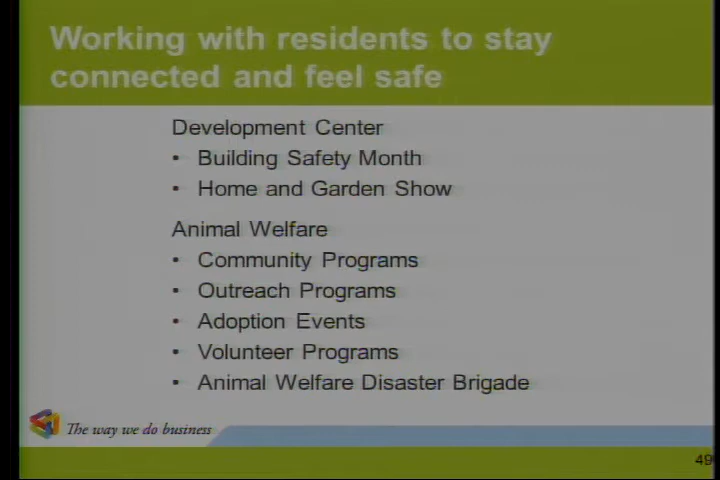 Working with residents to stay
connected and feel safe
Development Center
• Building Safety Month
• Home and Garden Show
Animal Welfare
• Community Programs
• Outreach Programs
• Adoption Events
• Volunteer Programs
• Animal Welfare Disaster Brigade
The way we do business
49